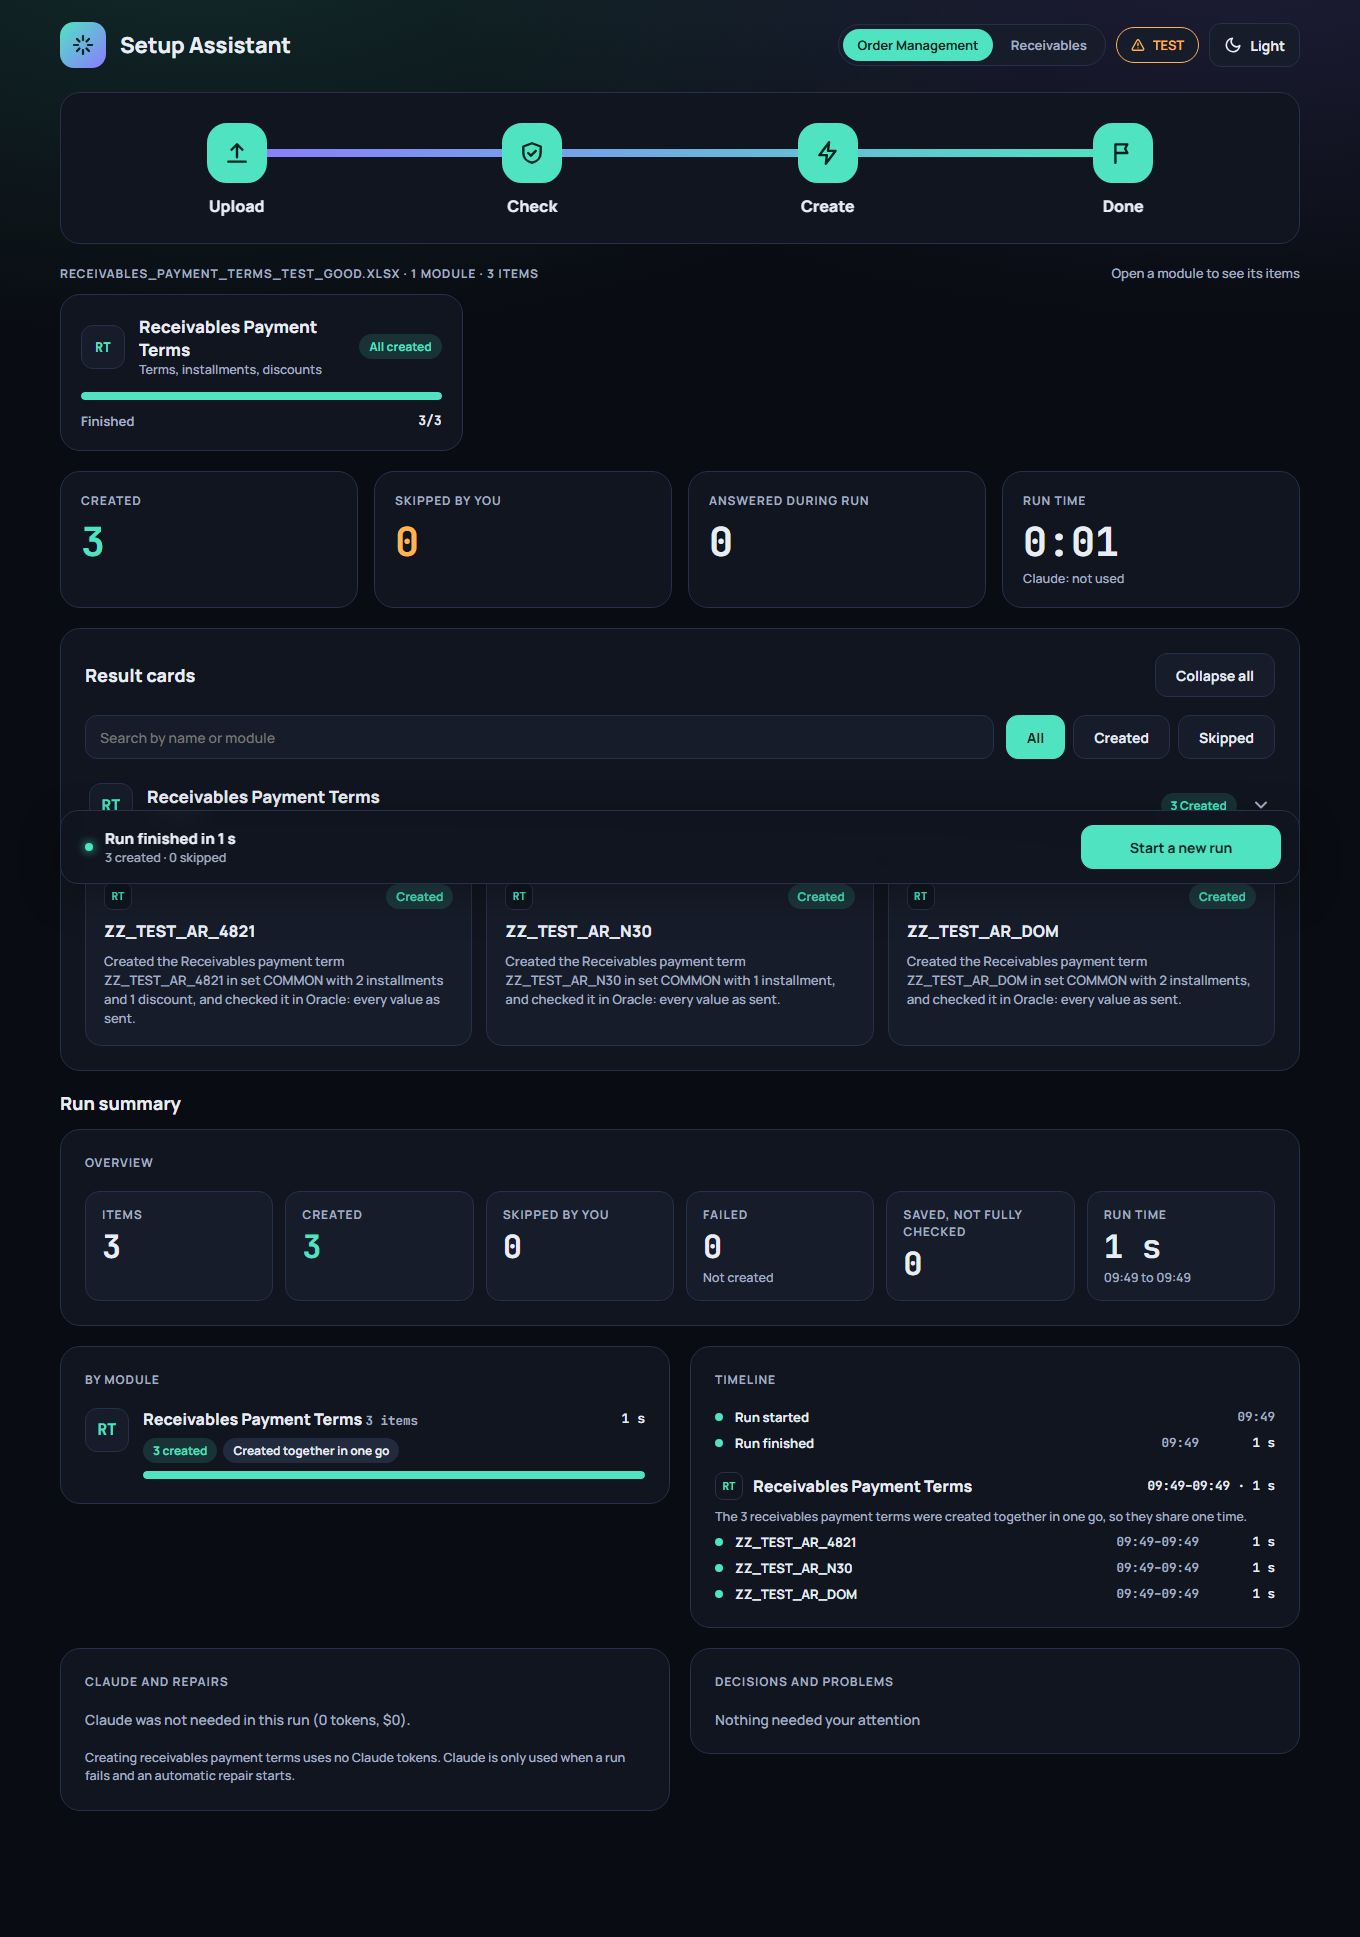 Setup Assistant
Order Management
Receivables
TEST
Light
Upload
Check
Create
Done
RECEIVABLES_PAYMENT_TERMS_TEST_GOOD.XLSX · 1 MODULE · 3 ITEMS
Open a module to see its items
RT
Receivables Payment
Terms
Terms, installments, discounts
All created
Finished
3/3
CREATED
3
SKIPPED BY YOU
0
ANSWERED DURING RUN
0
RUN TIME
0:01
Claude: not used
Result cards
Collapse all
Search by name or module
All
Created
Skipped
RT
Receivables Payment Terms
3 Created
Run finished in 1 s
3 created · 0 skipped
Start a new run
RT
Created
ZZ_TEST_AR_4821
Created the Receivables payment term
ZZ_TEST_AR_4821 in set COMMON with 2 installments
and 1 discount, and checked it in Oracle: every value as
sent.
RT
Created
ZZ_TEST_AR_N30
Created the Receivables payment term
ZZ_TEST_AR_N30 in set COMMON with 1 installment,
and checked it in Oracle: every value as sent.
RT
Created
ZZ_TEST_AR_DOM
Created the Receivables payment term
ZZ_TEST_AR_DOM in set COMMON with 2 installments,
and checked it in Oracle: every value as sent.
Run summary
OVERVIEW
ITEMS
3
CREATED
3
SKIPPED BY YOU
0
FAILED
0
Not created
SAVED, NOT FULLY
CHECKED
0
RUN TIME
1 s
09:49 to 09:49
BY MODULE
RT
Receivables Payment Terms 3 items
1 s
3 created
Created together in one go
TIMELINE
Run started
09:49
Run finished
09:49
1 s
RT
Receivables Payment Terms
09:49–09:49 · 1 s
The 3 receivables payment terms were created together in one go, so they share one time.
ZZ_TEST_AR_4821
09:49–09:49
1 s
ZZ_TEST_AR_N30
09:49–09:49
1 s
ZZ_TEST_AR_DOM
09:49–09:49
1 s
CLAUDE AND REPAIRS
Claude was not needed in this run (0 tokens, $0).
Creating receivables payment terms uses no Claude tokens. Claude is only used when a run
fails and an automatic repair starts.
DECISIONS AND PROBLEMS
Nothing needed your attention